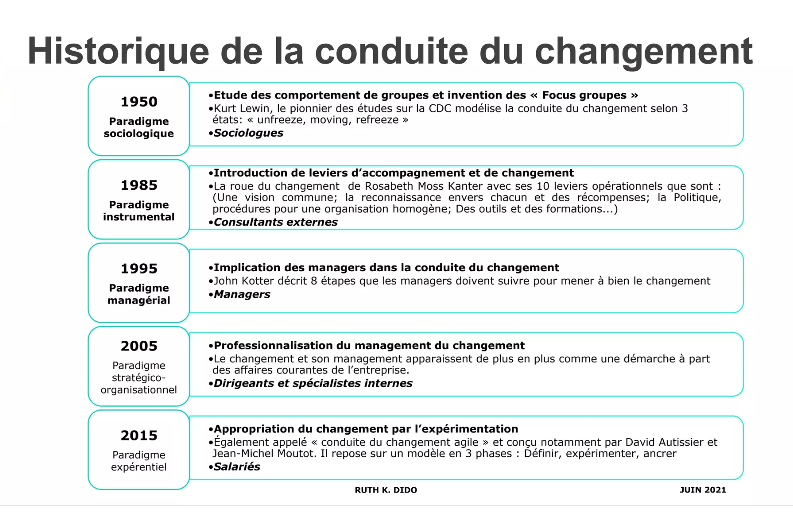 Historique de la conduite du changement
1950
Paradigme
sociologique
•Etude des comportement de groupes et invention des « Focus groupes »
•Kurt Lewin, le pionnier des études sur la CDC modélise la conduite du changement selon 3
états: « unfreeze, moving, refreeze »
•Sociologues
1985
Paradigme
instrumental
•Introduction de leviers d'accompagnement et de changement
•La roue du changement de Rosabeth Moss Kanter avec ses 10 leviers opérationnels que sont :
(Une vision commune; la reconnaissance envers chacun et des récompenses; la Politique,
procédures pour une organisation homogène; Des outils et des formations...)
•Consultants externes
1995
Paradigme
managérial
•Implication des managers dans la conduite du changement
•John Kotter décrit 8 étapes que les managers doivent suivre pour mener à bien le changement
•Managers
2005
Paradigme
stratégico-
organisationnel
•Professionnalisation du management du changement
•Le changement et son management apparaissent de plus en plus comme une démarche à part
des affaires courantes de l'entreprise.
•Dirigeants et spécialistes internes
2015
Paradigme
expérentiel
•Appropriation du changement par l'expérimentation
•Également appelé « conduite du changement agile » et conçu notamment par David Autissier et
Jean-Michel Moutot. Il repose sur un modèle en 3 phases : Définir, expérimenter, ancrer
•Salariés
RUTH K. DIDO
JUIN 2021